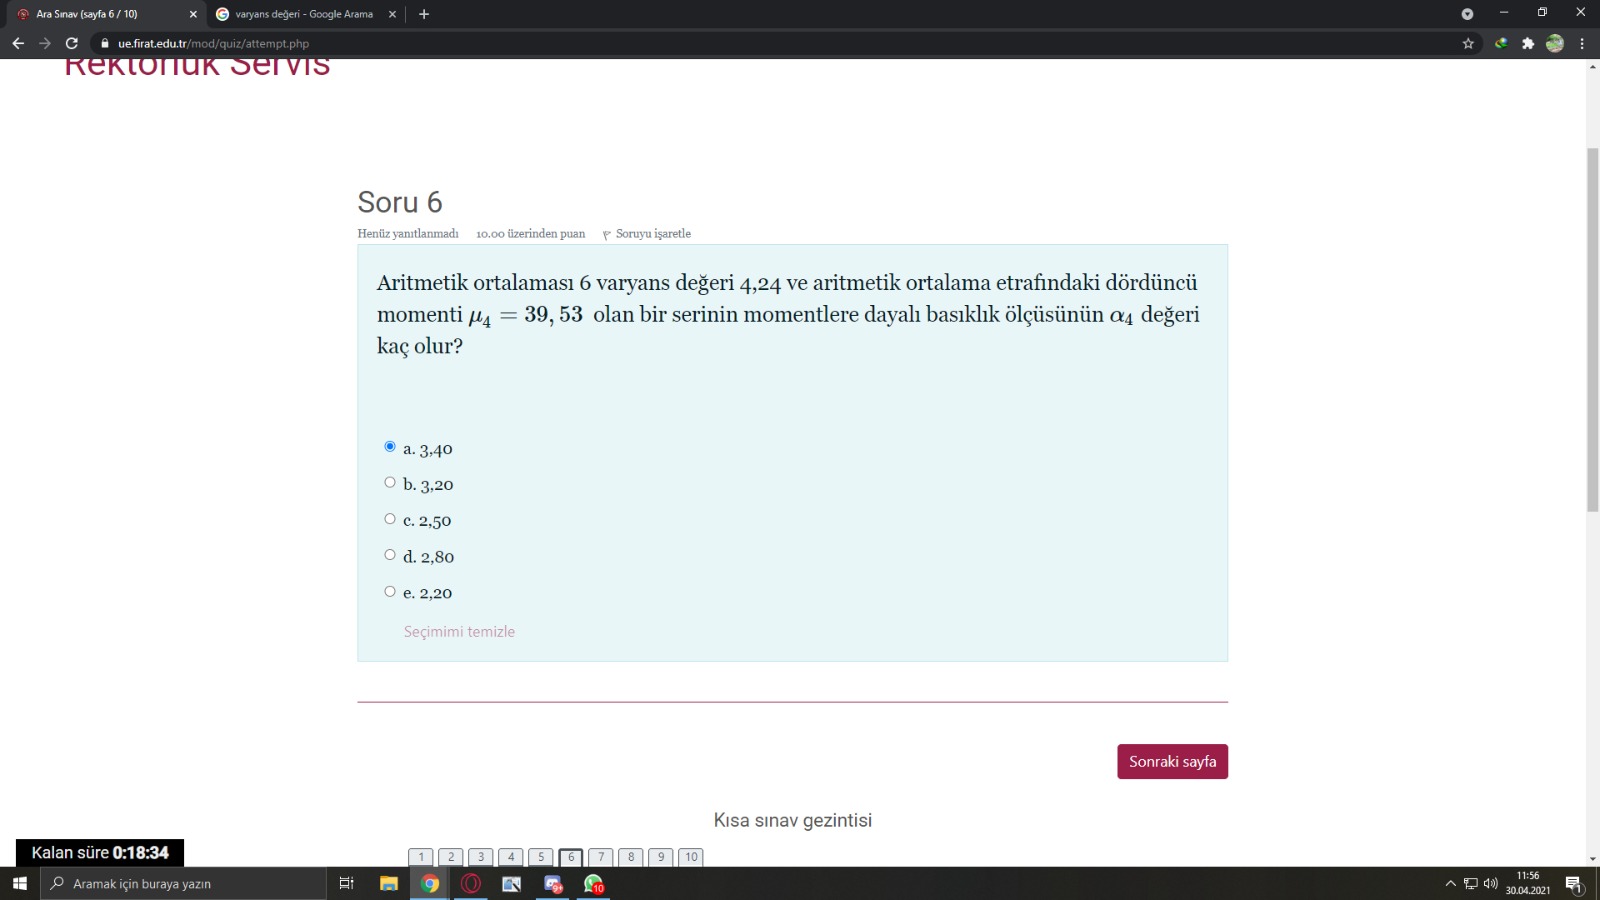 Ara Sınav (sayfa 6 / 10)
varyans değeri - Google Arama
ue.firat.edu.tr/mod/quiz/attempt.php
Rektörlük Servis
Soru 6
Henüz yanıtlanmadı 10.00 üzerinden puan Soruyu işaretle
Aritmetik ortalaması 6 varyans değeri 4,24 ve aritmetik ortalama etrafındaki dördüncü
momenti μ₄ = 39, 53 olan bir serinin momentlere dayalı basıklık ölçüsünün α₄ değeri
kaç olur?
a. 3,40
b. 3,20
c. 2,50
d. 2,80
e. 2,20
Seçimimi temizle
Sonraki sayfa
Kısa sınav gezintisi
Kalan süre 0:18:34
1 2 3 4 5 6 7 8 9 10
Aramak için buraya yazın
9+
10
11:56
30.04.2021
1